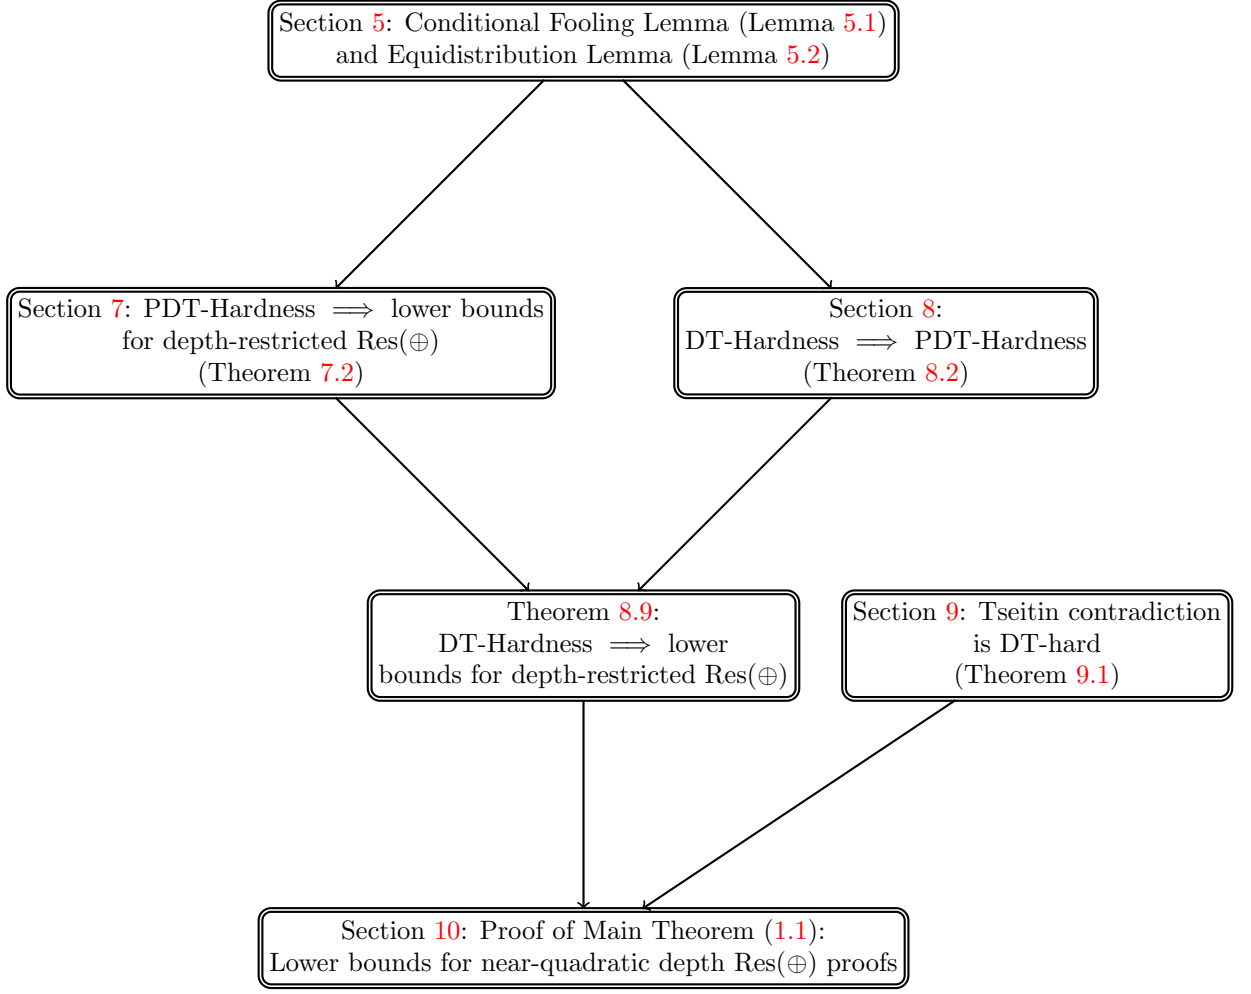 Section 5: Conditional Fooling Lemma (Lemma 5.1)
and Equidistribution Lemma (Lemma 5.2)
Section 7: PDT-Hardness ⟹ lower bounds
for depth-restricted Res(⊕)
(Theorem 7.2)
Section 8:
DT-Hardness ⟹ PDT-Hardness
(Theorem 8.2)
Theorem 8.9:
DT-Hardness ⟹ lower
bounds for depth-restricted Res(⊕)
Section 9: Tseitin contradiction
is DT-hard
(Theorem 9.1)
Section 10: Proof of Main Theorem (1.1):
Lower bounds for near-quadratic depth Res(⊕) proofs